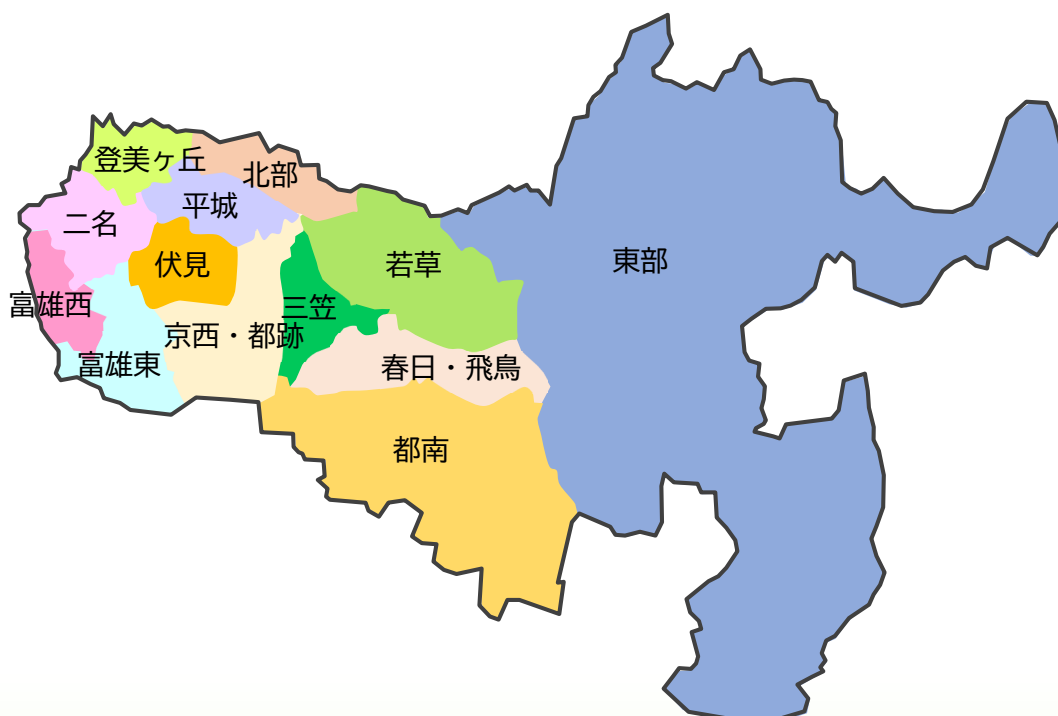 登美ヶ丘
北部
平城
二名
伏見
若草
東部
富雄西
三笠
京西・都跡
富雄東
春日・飛鳥
都南